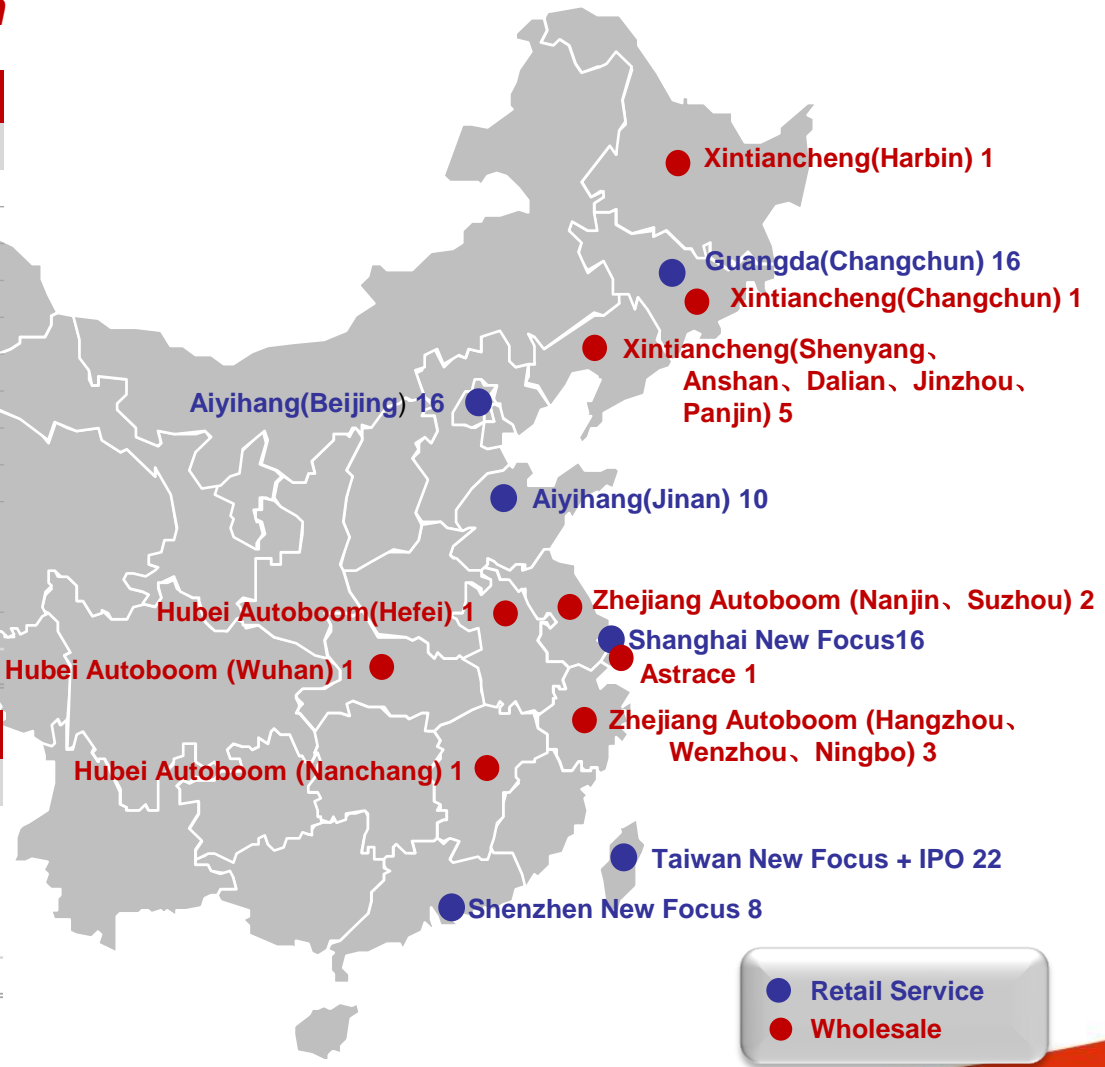 Xintiancheng(Harbin) 1
Guangda(Changchun) 16
Xintiancheng(Changchun) 1
Xintiancheng(Shenyang、
Anshan、Dalian、Jinzhou、
Panjin) 5
Aiyihang(Beijing) 16
Aiyihang(Jinan) 10
Zhejiang Autoboom (Nanjin、Suzhou) 2
Hubei Autoboom(Hefei) 1
Shanghai New Focus16
Hubei Autoboom (Wuhan) 1
Astrace 1
Zhejiang Autoboom (Hangzhou、
Wenzhou、Ningbo) 3
Hubei Autoboom (Nanchang) 1
Taiwan New Focus + IPO 22
Shenzhen New Focus 8
Retail Service
Wholesale